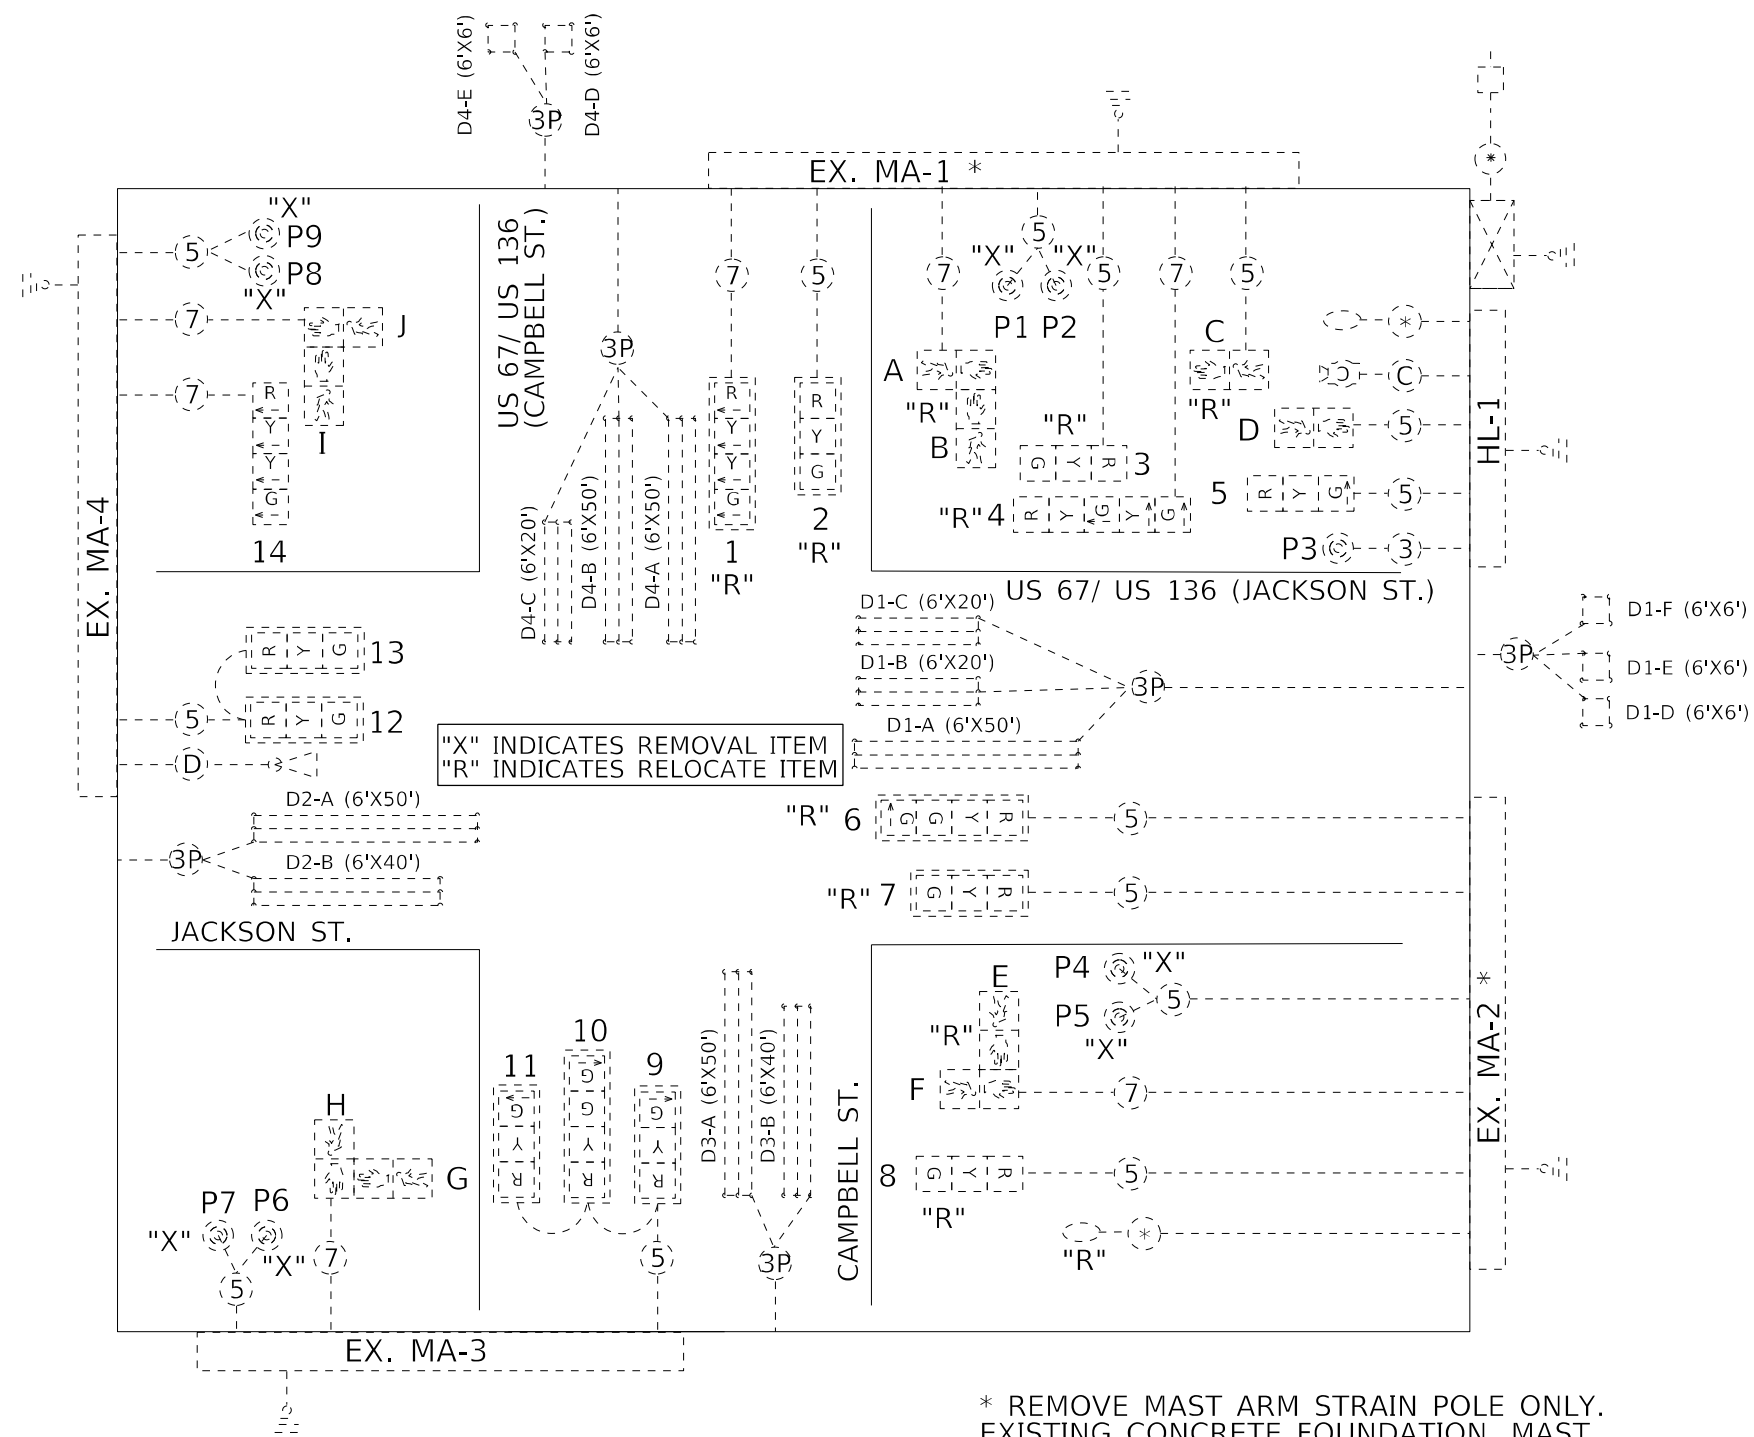 D4-E (6'X6')
D4-D (6'X6')
3P
EX. MA-1 *
*
"X"
P9
5
P8
"X"
7
J
7
R
Y
Y
G
I
14
EX. MA-4
US 67/ US 136
(CAMPBELL ST.)
3P
7
5
D4-C (6'X20')
D4-B (6'X50')
D4-A (6'X50')
R
Y
Y
G
1
"R"
R
Y
G
2
"R"
7
5
"X"
"X"
5
7
5
P1 P2
A
"R"
B
"R"
G Y R
3
"R" 4
R Y G Y G
C
"R"
D
*
C
5
5
R Y G
5
P3
3
HL-1
US 67/ US 136 (JACKSON ST.)
D1-C (6'X20')
D1-B (6'X20')
3P
D1-A (6'X50')
3P
D1-F (6'X6')
D1-E (6'X6')
D1-D (6'X6')
R Y G
13
5
R Y G
12
D
"X" INDICATES REMOVAL ITEM
"R" INDICATES RELOCATE ITEM
D2-A (6'X50')
3P
D2-B (6'X40')
JACKSON ST.
"R" 6
G G Y R
5
"R" 7
G Y R
5
P4
"X"
P5
5
"X"
E
"R"
F
7
8
G Y R
5
"R"
*
EX. MA-2 *
H
G
P7
P6
"X"
"X"
5
7
11
G
Y
R
10
G
G
Y
R
9
G
Y
R
5
D3-A (6'X50')
D3-B (6'X40')
3P
CAMPBELL ST.
EX. MA-3
* REMOVE MAST ARM STRAIN POLE ONLY.
EXISTING CONCRETE FOUNDATION, MAST